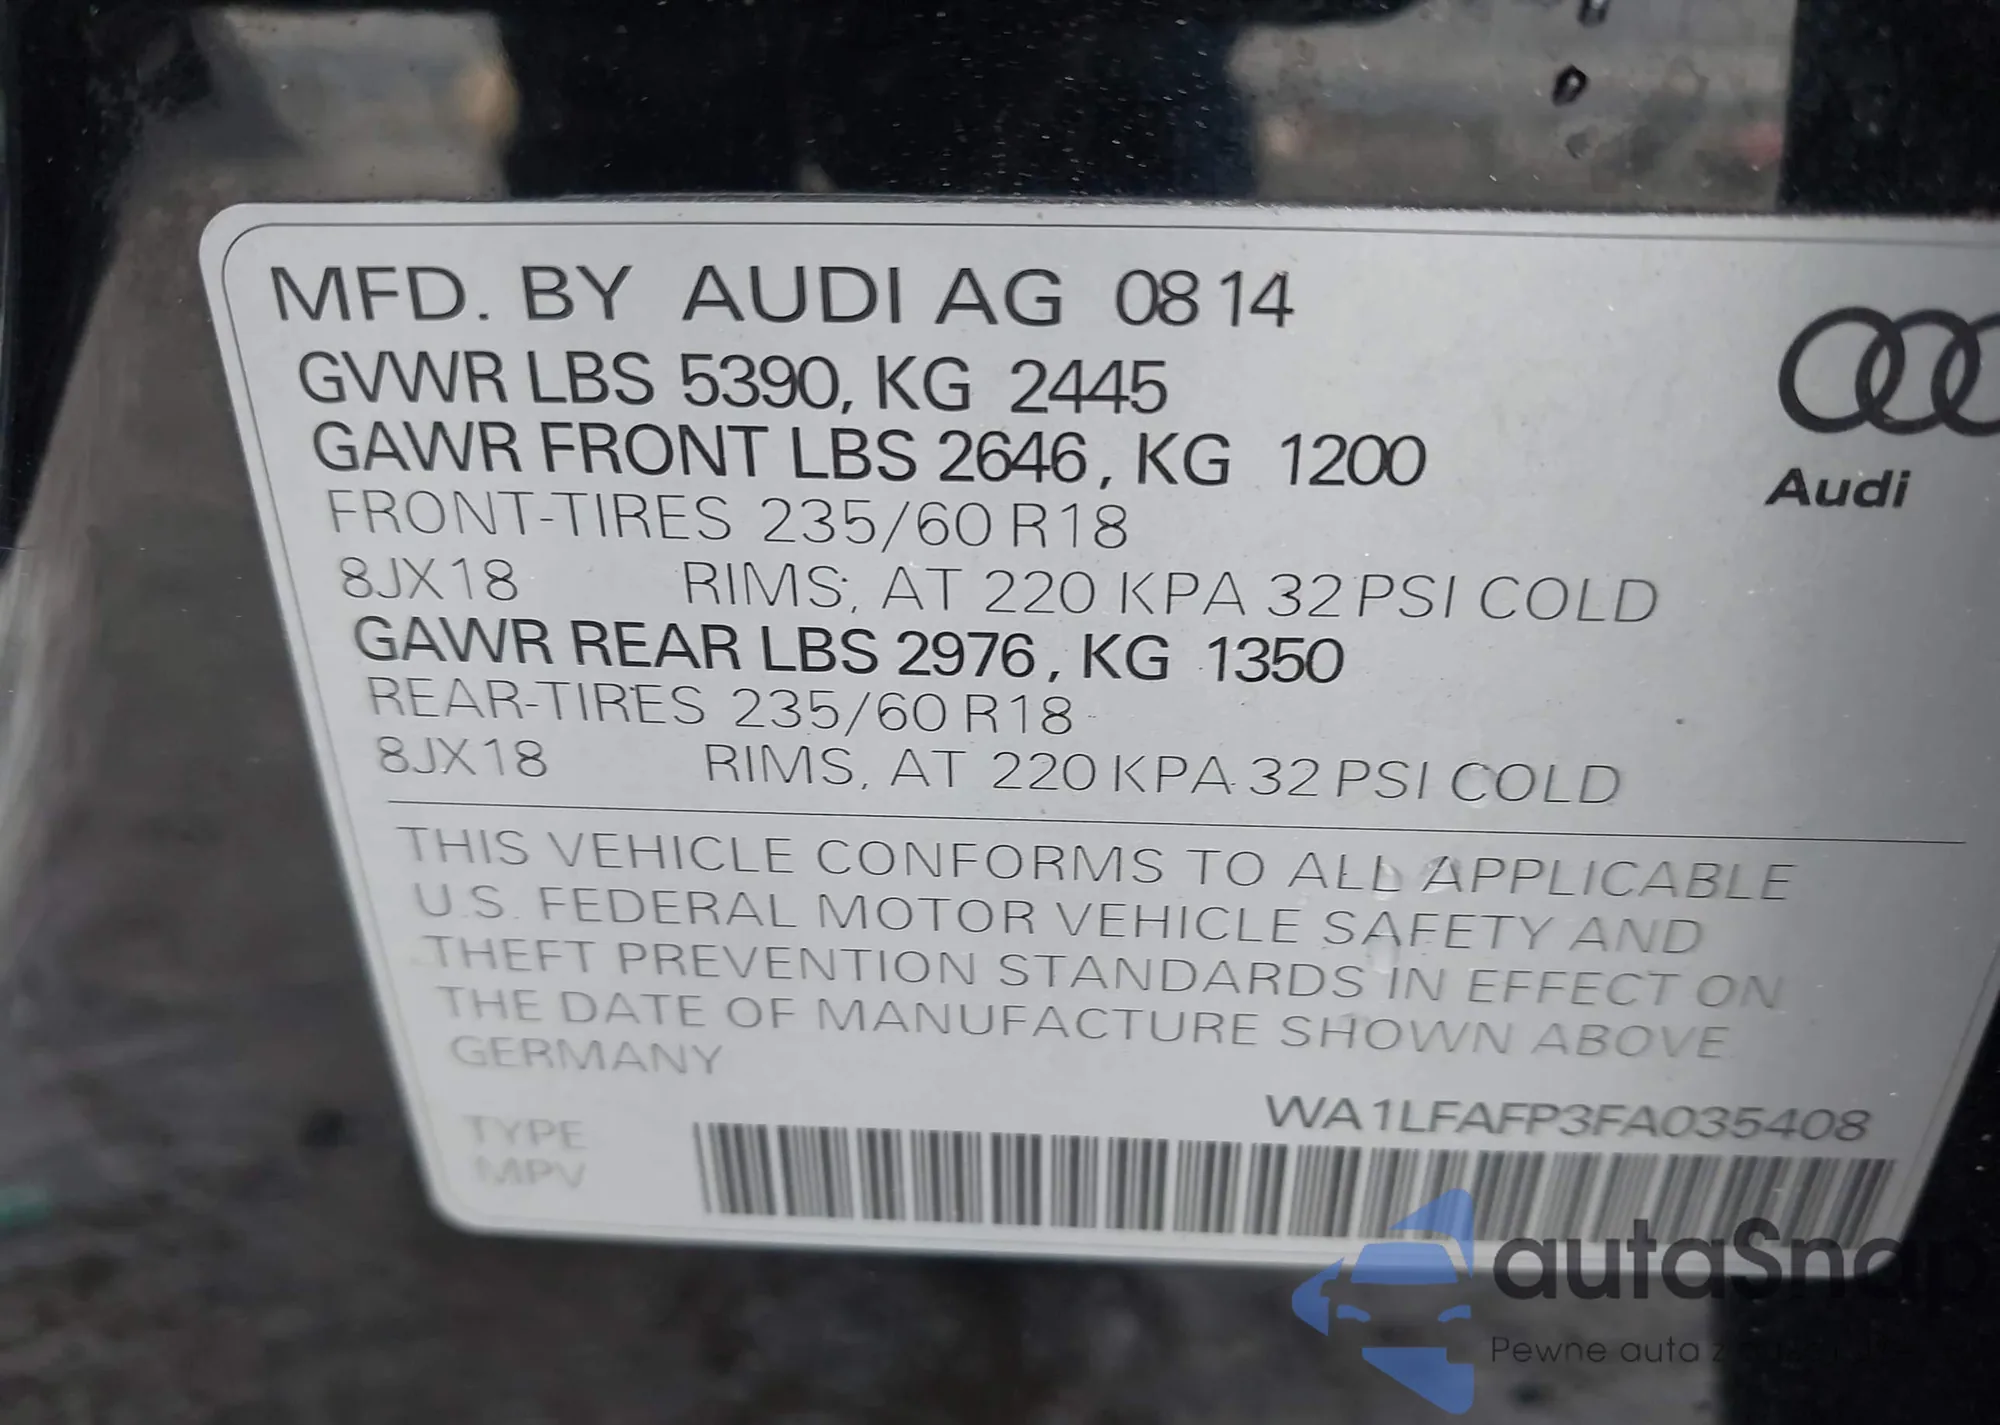 MFD. BY AUDI AG 0814
GVWR LBS 5390, KG 2445
GAWR FRONT LBS 2646, KG 1200
FRONT-TIRES 235/60 R18
8JX18 RIMS, AT 220 KPA 32 PSI COLD
GAWR REAR LBS 2976, KG 1350
REAR-TIRES 235/60 R18
8JX18 RIMS, AT 220 KPA 32 PSI COLD
Audi
THIS VEHICLE CONFORMS TO ALL APPLICABLE
U.S. FEDERAL MOTOR VEHICLE SAFETY AND
THEFT PREVENTION STANDARDS IN EFFECT ON
THE DATE OF MANUFACTURE SHOWN ABOVE
GERMANY
WA1LFAFP3FA035408
TYPE
MPV
autaSnap
Pewne auta z